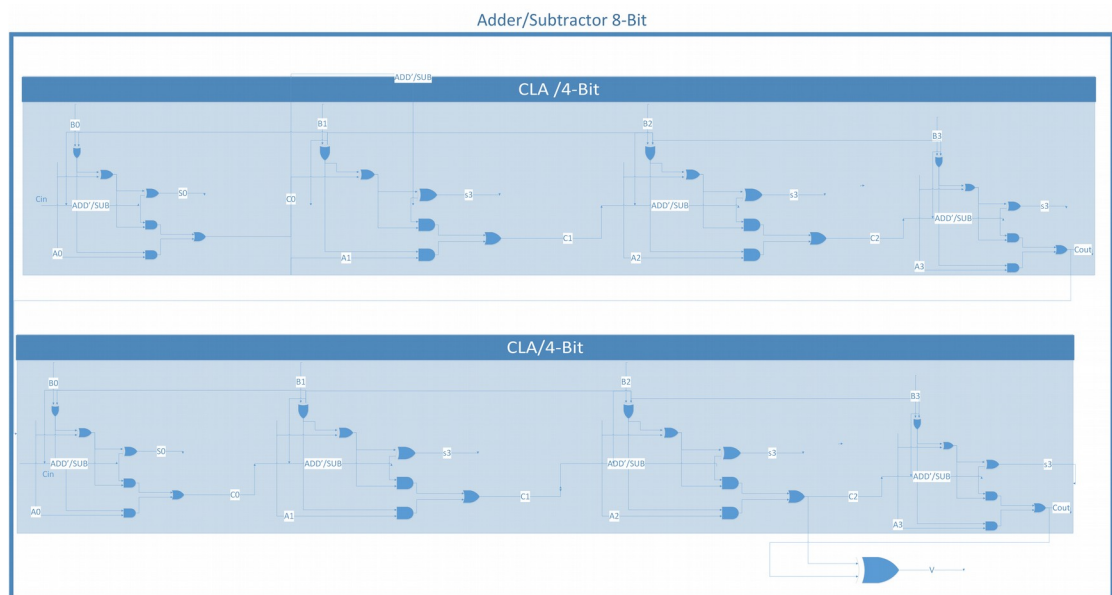 Adder/Subtractor 8-Bit
ADD'/SUB
CLA /4-Bit
B0
B1
B2
B3
Cin
ADD'/SUB
S0
C0
s3
ADD'/SUB
s3
ADD'/SUB
s3
A0
A1
C1
A2
C2
A3
Cout
CLA/4-Bit
B0
B1
B2
B3
Cin
ADD'/SUB
S0
ADD'/SUB
s3
ADD'/SUB
s3
ADD'/SUB
s3
C0
C1
C2
A0
A1
A2
A3
Cout
V